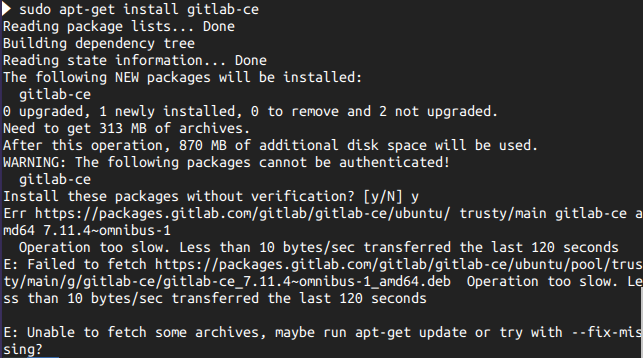 sudo apt-get install gitlab-ce
Reading package lists... Done
Building dependency tree
Reading state information... Done
The following NEW packages will be installed:
  gitlab-ce
0 upgraded, 1 newly installed, 0 to remove and 2 not upgraded.
Need to get 313 MB of archives.
After this operation, 870 MB of additional disk space will be used.
WARNING: The following packages cannot be authenticated!
  gitlab-ce
Install these packages without verification? [y/N] y
Err https://packages.gitlab.com/gitlab/gitlab-ce/ubuntu/ trusty/main gitlab-ce a
md64 7.11.4~omnibus-1
  Operation too slow. Less than 10 bytes/sec transferred the last 120 seconds
E: Failed to fetch https://packages.gitlab.com/gitlab/gitlab-ce/ubuntu/pool/trus
ty/main/g/gitlab-ce/gitlab-ce_7.11.4~omnibus-1_amd64.deb  Operation too slow. Le
ss than 10 bytes/sec transferred the last 120 seconds

E: Unable to fetch some archives, maybe run apt-get update or try with --fix-mis
sing?